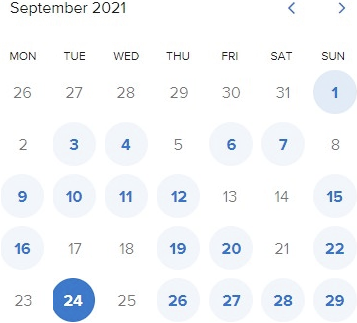 September 2021
MON TUE WED THU FRI SAT SUN
26 27 28 29 30 31 1
2 3 4 5 6 7 8
9 10 11 12 13 14 15
16 17 18 19 20 21 22
23 24 25 26 27 28 29